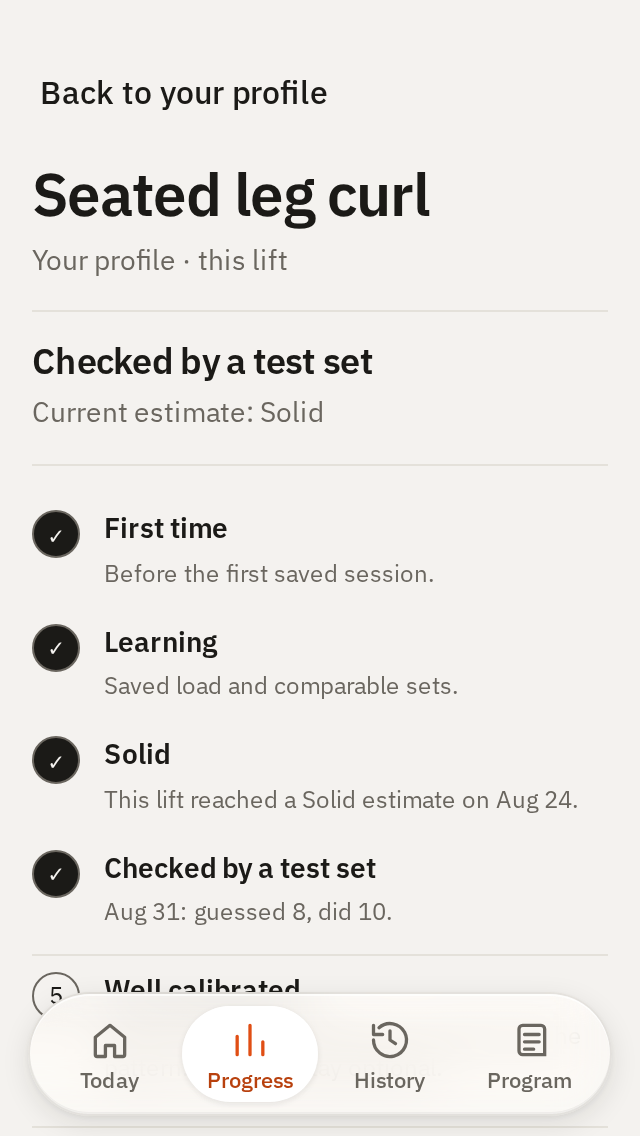 Back to your profile
Seated leg curl
Your profile · this lift
Checked by a test set
Current estimate: Solid
✓ First time
Before the first saved session.
✓ Learning
Saved load and comparable sets.
✓ Solid
This lift reached a Solid estimate on Aug 24.
✓ Checked by a test set
Aug 31: guessed 8, did 10.
5 Well calibrated
Today Progress History Program